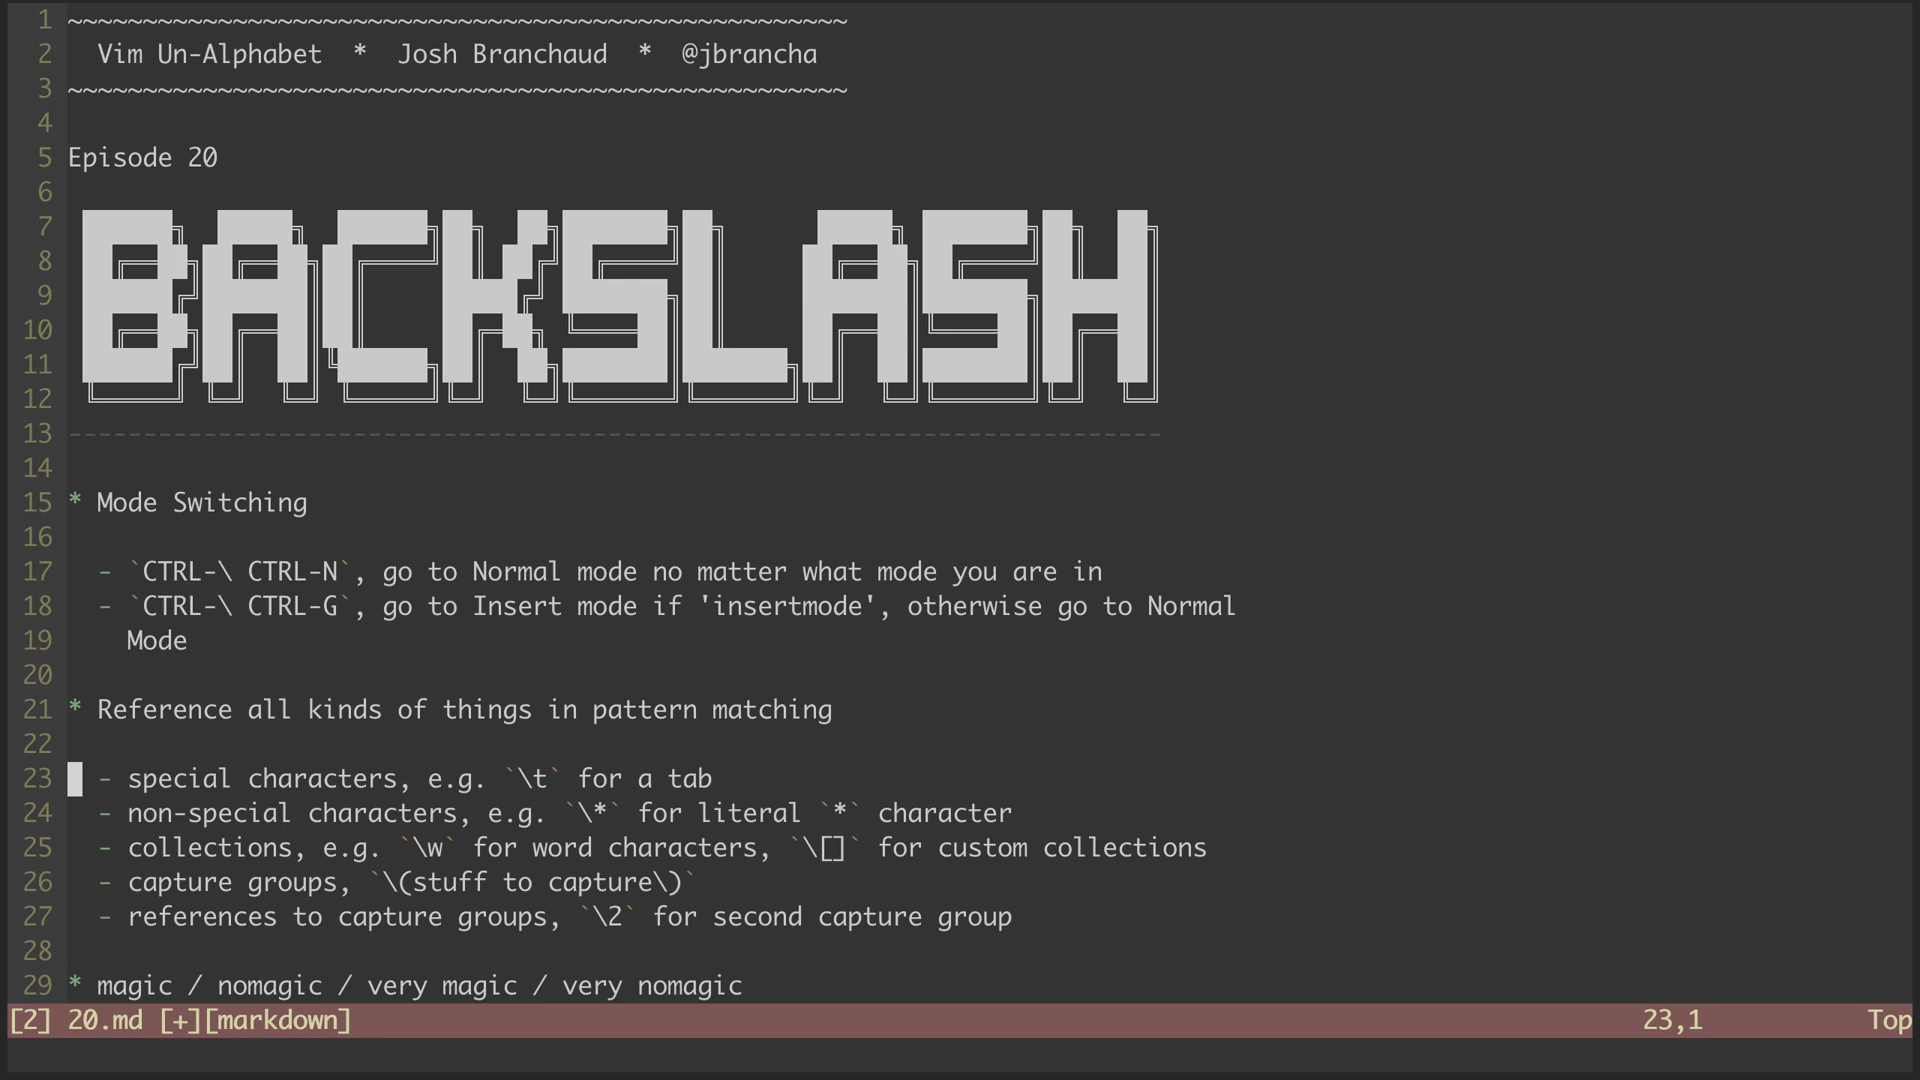 1 ~~~~~~~~~~~~~~~~~~~~~~~~~~~~~~~~~~~~~~~~~~~~~~~~~~~~
2   Vim Un-Alphabet  *  Josh Branchaud  *  @jbrancha
3 ~~~~~~~~~~~~~~~~~~~~~~~~~~~~~~~~~~~~~~~~~~~~~~~~~~~~
4
5 Episode 20
6
7
8
9 BACKSLASH
10
11
12
13 -------------------------------------------------------------------------
14
15 * Mode Switching
16
17   - `CTRL-\ CTRL-N`, go to Normal mode no matter what mode you are in
18   - `CTRL-\ CTRL-G`, go to Insert mode if 'insertmode', otherwise go to Normal
19     Mode
20
21 * Reference all kinds of things in pattern matching
22
23   - special characters, e.g. `\t` for a tab
24   - non-special characters, e.g. `\*` for literal `*` character
25   - collections, e.g. `\w` for word characters, `\[]` for custom collections
26   - capture groups, `\(stuff to capture\)`
27   - references to capture groups, `\2` for second capture group
28
29 * magic / nomagic / very magic / very nomagic
[2] 20.md [+][markdown] 23,1 Top